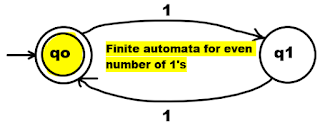 1
qo
Finite automata for even
number of 1's
q1
1